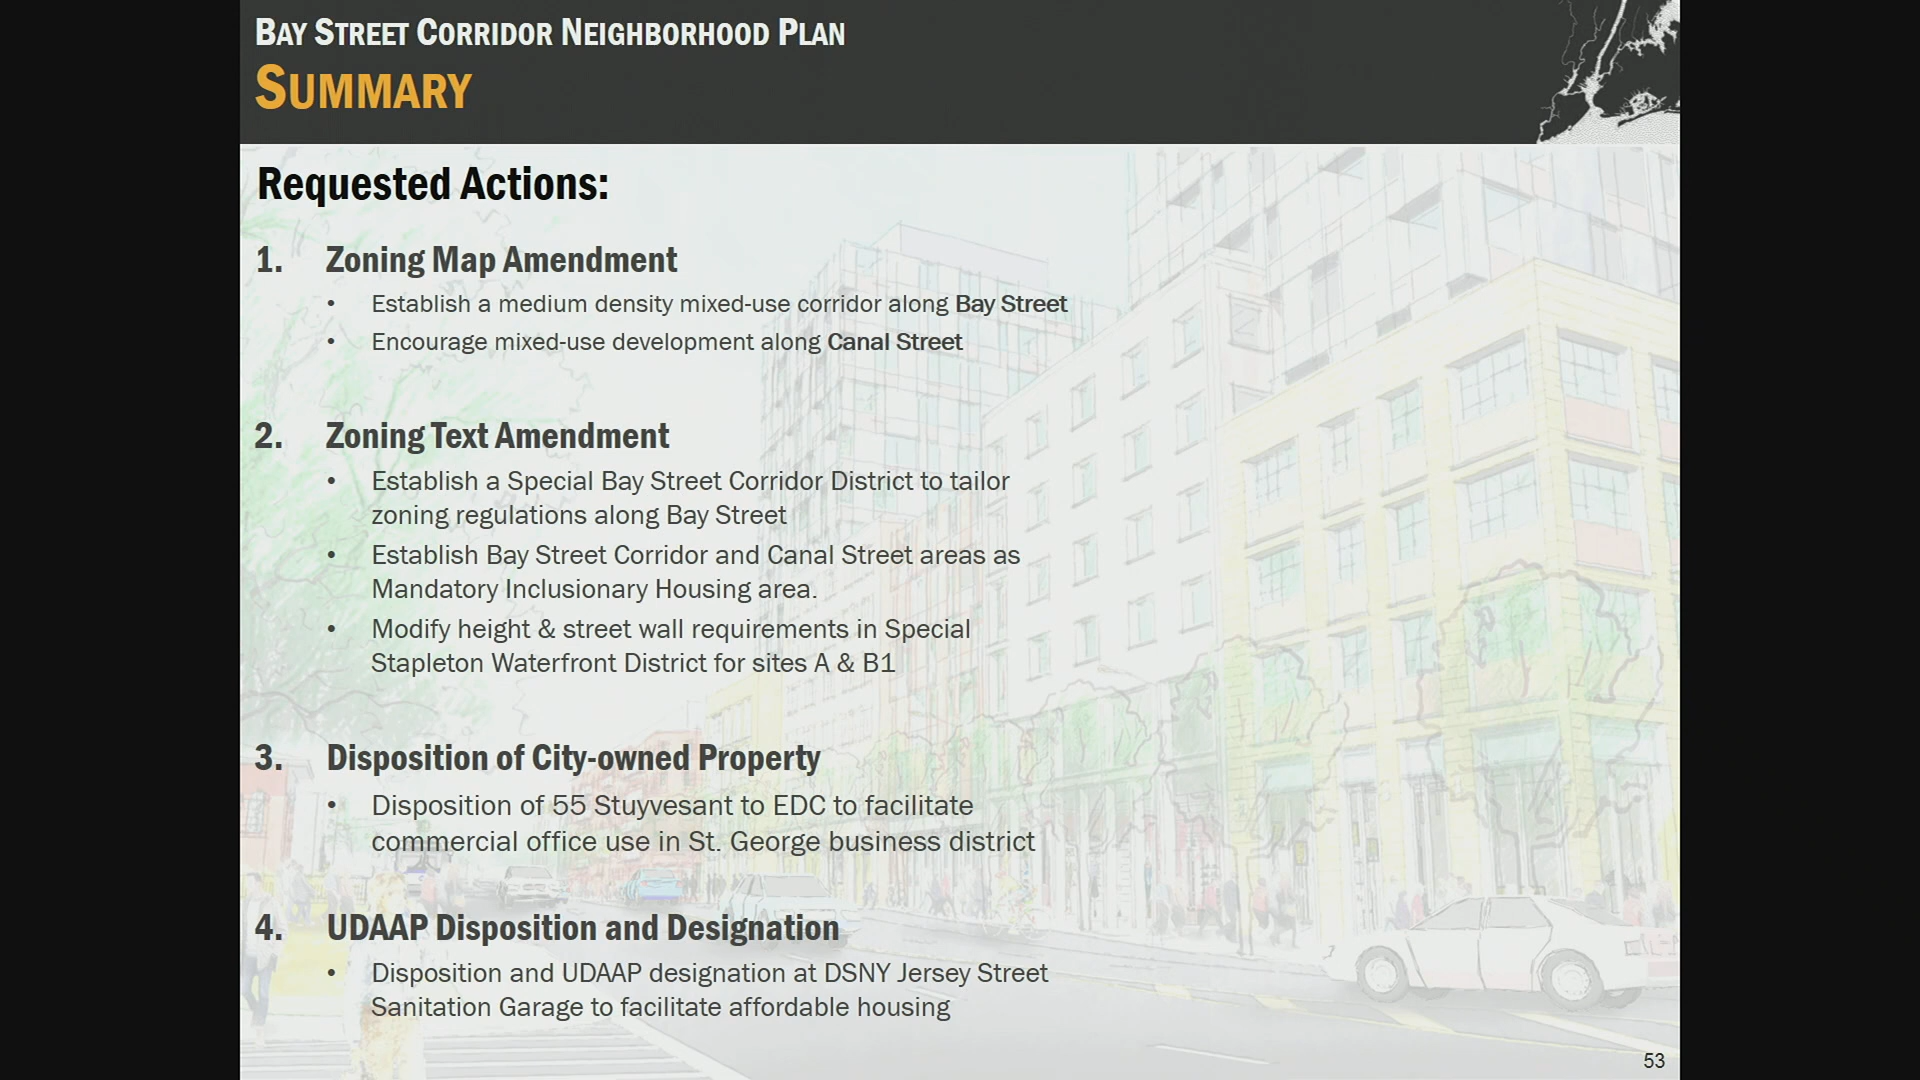 BAY STREET CORRIDOR NEIGHBORHOOD PLAN
SUMMARY
Requested Actions:
1. Zoning Map Amendment
• Establish a medium density mixed-use corridor along Bay Street
• Encourage mixed-use development along Canal Street
2. Zoning Text Amendment
• Establish a Special Bay Street Corridor District to tailor
zoning regulations along Bay Street
• Establish Bay Street Corridor and Canal Street areas as
Mandatory Inclusionary Housing area.
• Modify height & street wall requirements in Special
Stapleton Waterfront District for sites A & B1
3. Disposition of City-owned Property
• Disposition of 55 Stuyvesant to EDC to facilitate
commercial office use in St. George business district
4. UDAAP Disposition and Designation
• Disposition and UDAAP designation at DSNY Jersey Street
Sanitation Garage to facilitate affordable housing
53